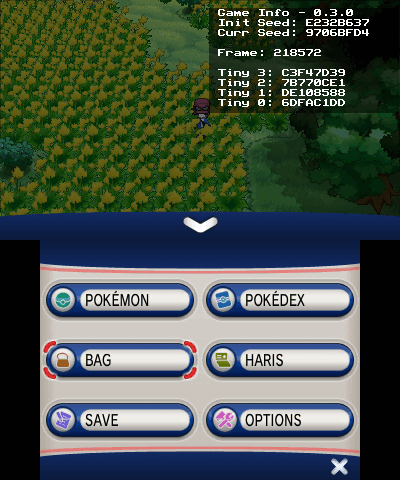 Game Info - 0.3.0
Init Seed: E232B637
Curr Seed: 9706BFD4
Frame: 218572
Tiny 3: C3F47D39
Tiny 2: 7B770CE1
Tiny 1: DE108588
Tiny 0: 6DFAC1DD
POKÉMON
POKÉDEX
BAG
HARIS
SAVE
OPTIONS